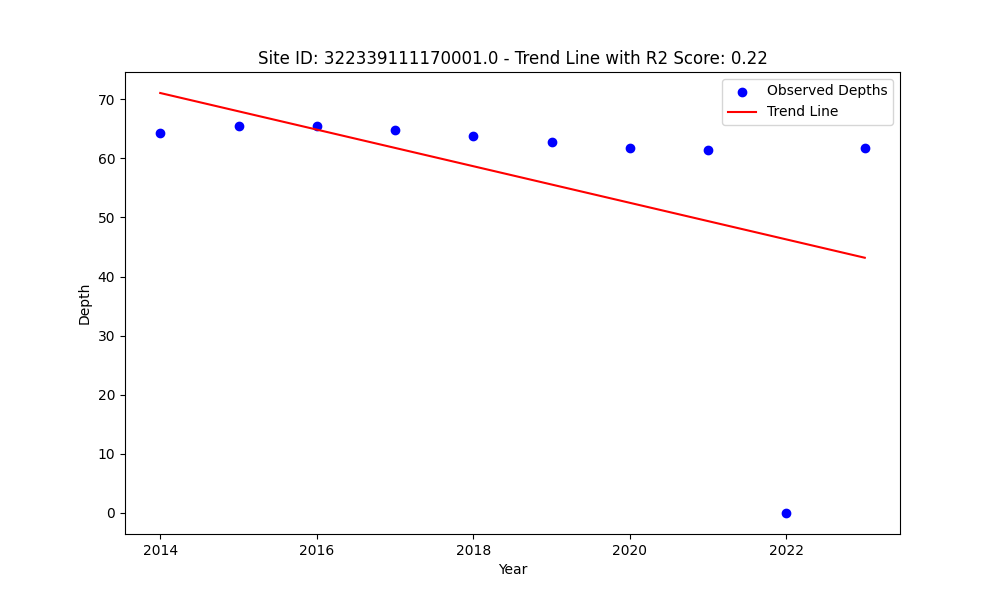 Site ID: 322339111170001.0 - Trend Line with R2 Score: 0.22
Observed Depths
Trend Line
Depth
70
60
50
40
30
20
10
0
2014
2016
2018
2020
2022
Year